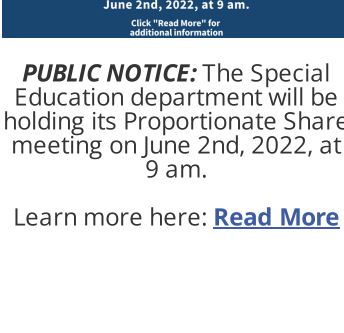 June 2nd, 2022, at 9 am.
Click "Read More" for
additional information
PUBLIC NOTICE: The Special
Education department will be
holding its Proportionate Share
meeting on June 2nd, 2022, at
9 am.
Learn more here: Read More